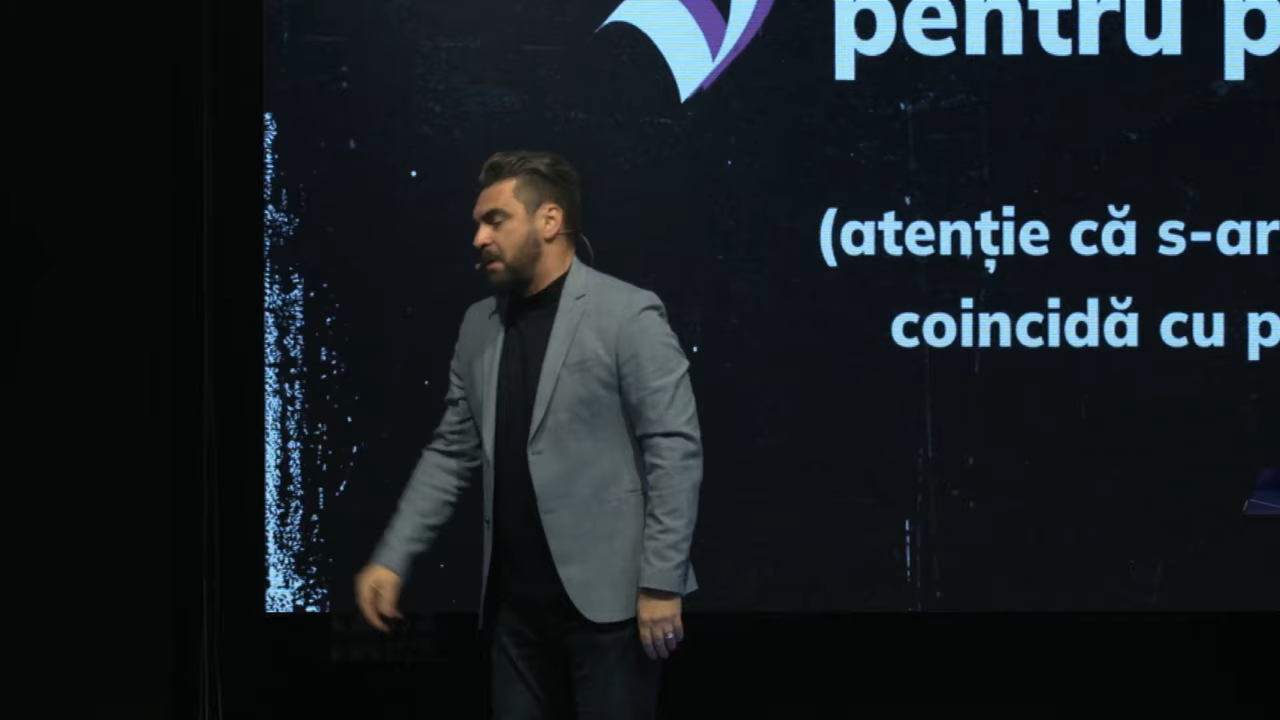 pentru p
(atenție că s-ar
coincidă cu p